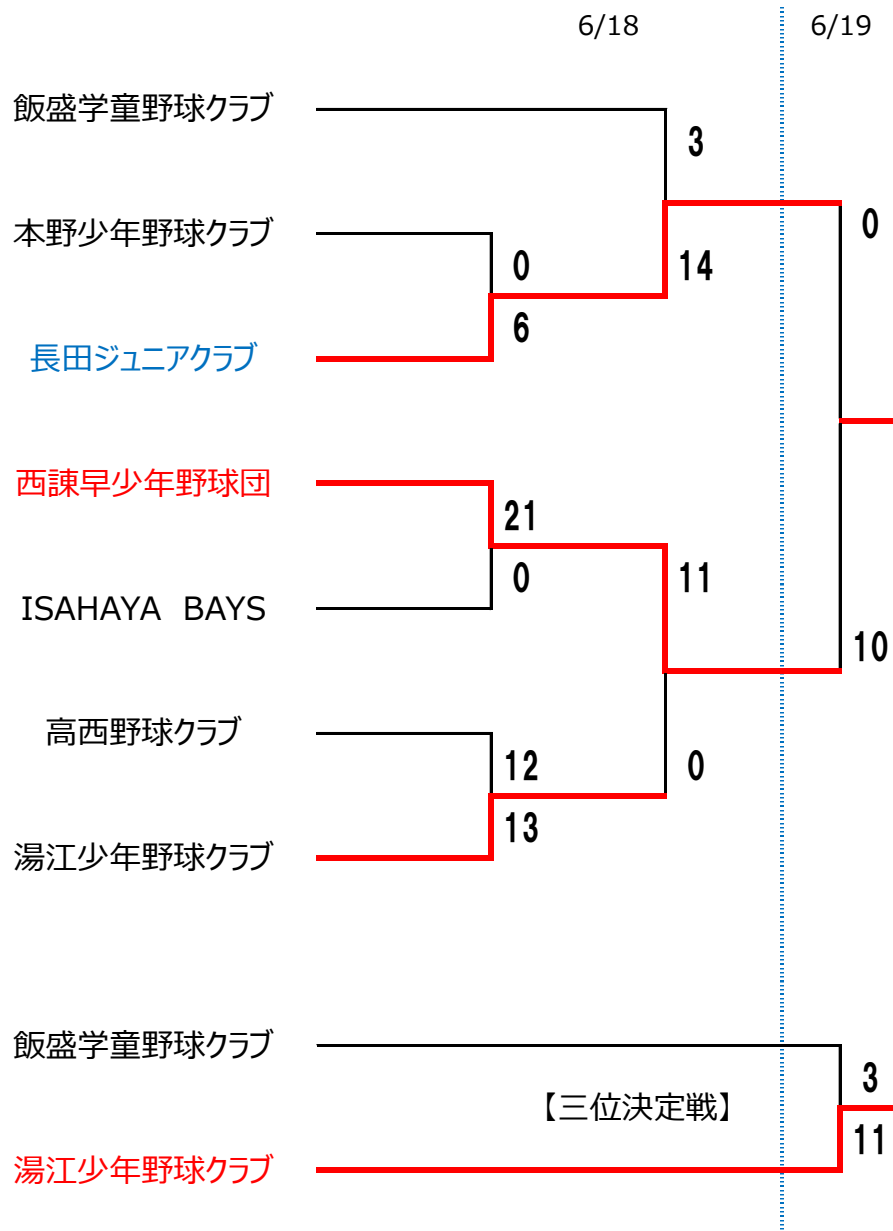 6/18
6/19
飯盛学童野球クラブ
3
本野少年野球クラブ
0
0
14
6
長田ジュニアクラブ
西諫早少年野球団
21
11
0
ISAHAYA BAYS
10
高西野球クラブ
12
0
13
湯江少年野球クラブ
飯盛学童野球クラブ
3
【三位決定戦】
11
湯江少年野球クラブ